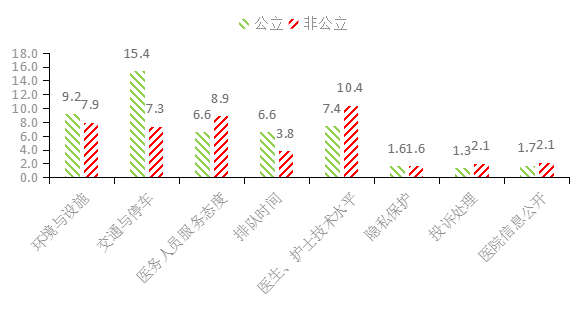 公立 非公立
18.0
16.0
14.0
12.0
10.0
8.0
6.0
4.0
2.0
0.0
9.2 7.9 15.4 7.3 6.6 8.9 6.6 3.8 7.4 10.4 1.6 1.6 1.3 2.1 1.7 2.1
环境与设施
交通与停车
医务人员服务态度
排队时间
医生、护士技术水平
隐私保护
投诉处理
医院信息公开